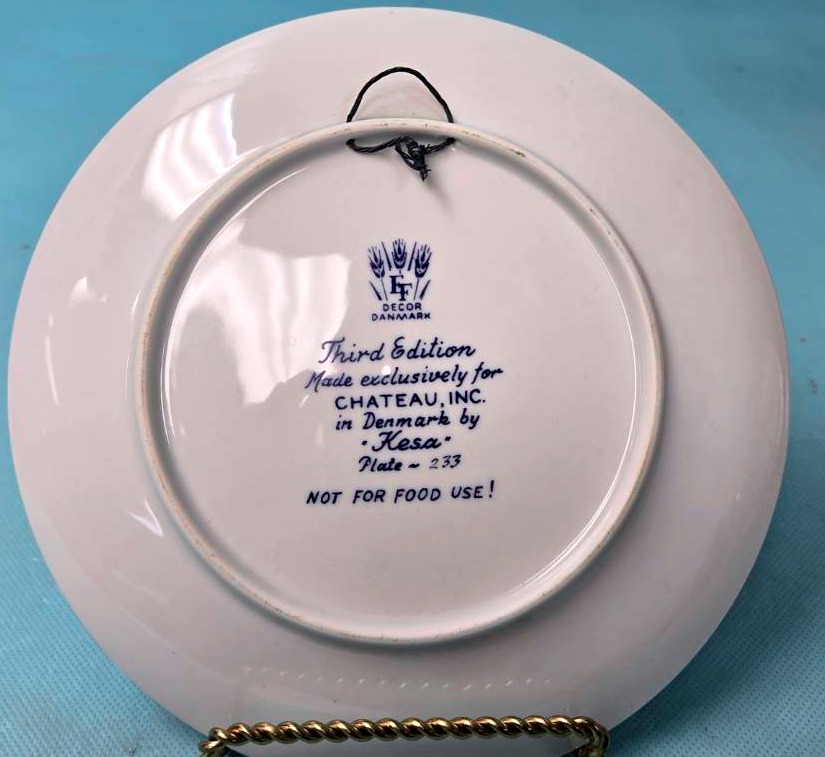 EF
DECOR
DANMARK
Third Edition
Made exclusively for
CHATEAU, INC.
in Denmark by
"Kesa"
Plate ~ 233
NOT FOR FOOD USE!